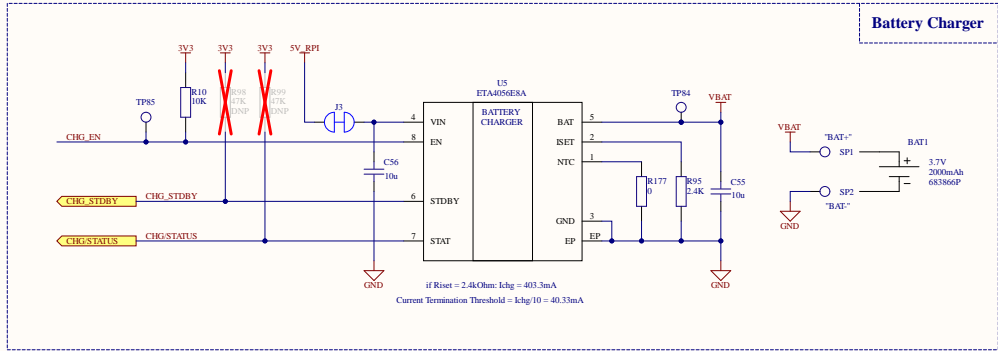 Battery Charger
3V3
3V3
3V3
5V_RPI
R10
10K
R98
47K
DNP
R99
47K
DNP
TP85
J3
U5
ETA4056E8A
BATTERY
CHARGER
4
VIN
8
EN
6
STDBY
7
STAT
BAT
5
ISET
2
NTC
1
GND
3
EP
EP
CHG_EN
CHG_STDBY
CHG_STDBY
CHG/STATUS
CHG/STATUS
C56
10u
GND
TP84
VBAT
R177
0
R95
2.4K
C55
10u
GND
VBAT
"BAT+"
SP1
SP2
"BAT-"
GND
BAT1
+
3.7V
2000mAh
683866P
if Riset = 2.4kOhm: Ichg = 403.3mA
Current Termination Threshold = Ichg/10 = 40.33mA